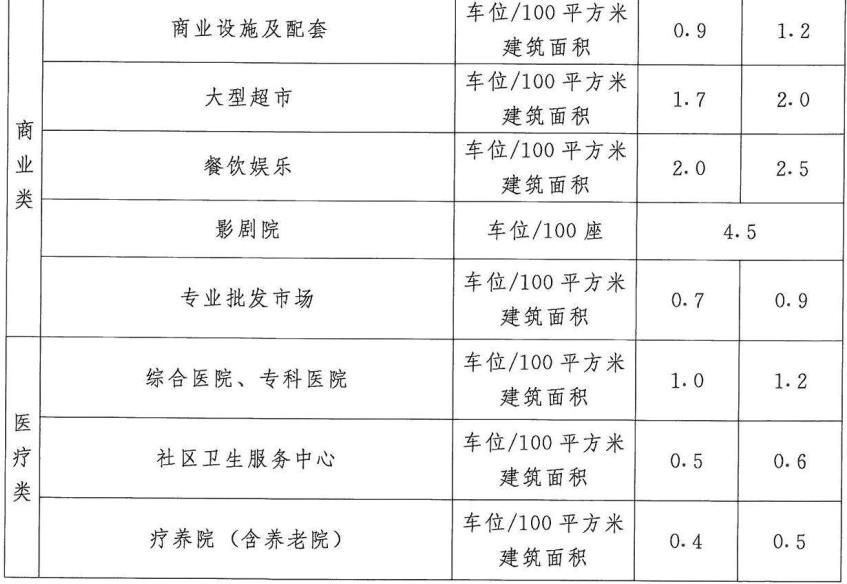 商业类
商业设施及配套
车位/100 平方米
建筑面积
0.9
1.2
大型超市
车位/100 平方米
建筑面积
1.7
2.0
餐饮娱乐
车位/100 平方米
建筑面积
2.0
2.5
影剧院
车位/100 座
4.5
专业批发市场
车位/100 平方米
建筑面积
0.7
0.9
医疗类
综合医院、专科医院
车位/100 平方米
建筑面积
1.0
1.2
社区卫生服务中心
车位/100 平方米
建筑面积
0.5
0.6
疗养院（含养老院）
车位/100 平方米
建筑面积
0.4
0.5